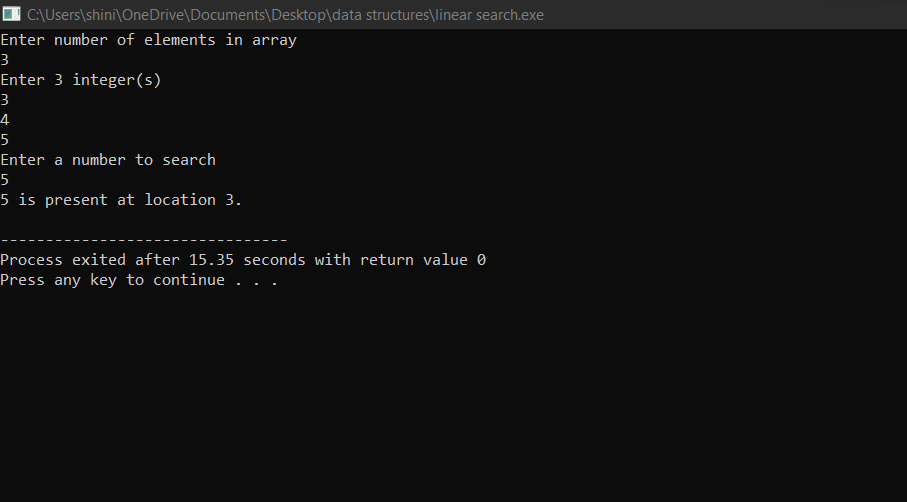 C:\Users\shini\OneDrive\Documents\Desktop\data structures\linear search.exe
Enter number of elements in array
3
Enter 3 integer(s)
3
4
5
Enter a number to search
5
5 is present at location 3.
--------------------------------
Process exited after 15.35 seconds with return value 0
Press any key to continue . . .